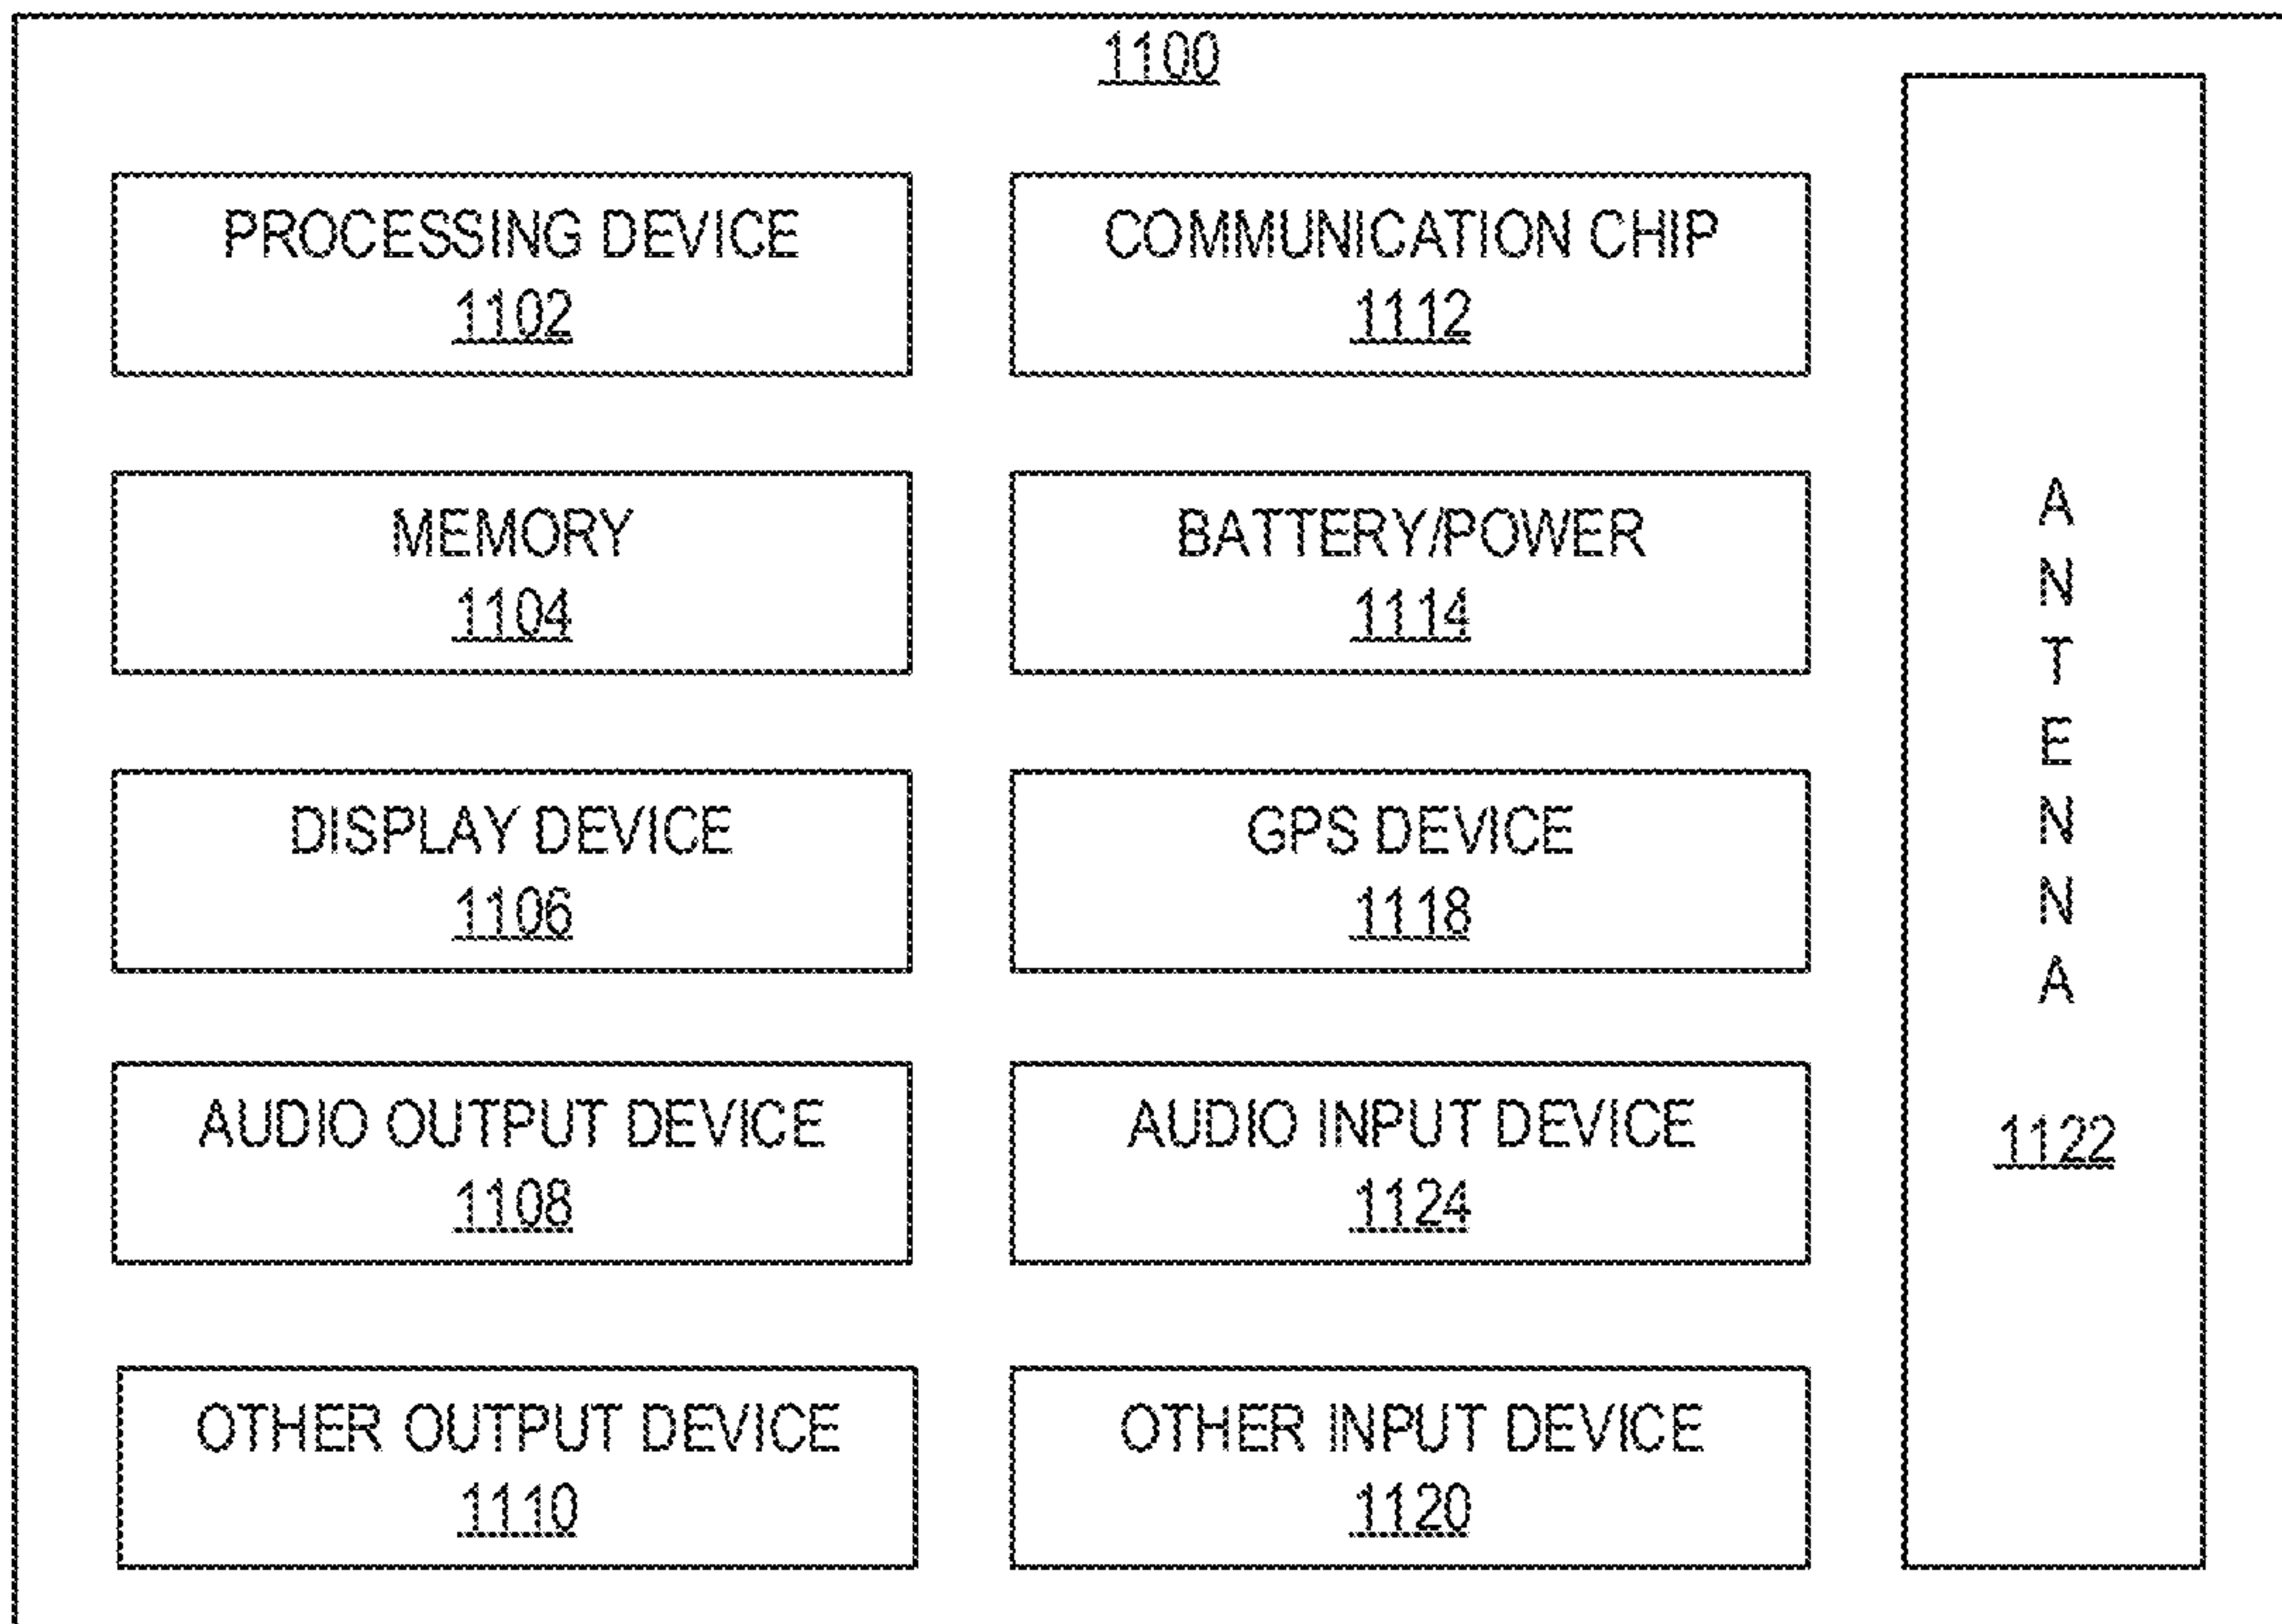 1100
PROCESSING DEVICE
1102
COMMUNICATION CHIP
1112
MEMORY
1104
BATTERY/POWER
1114
DISPLAY DEVICE
1106
GPS DEVICE
1118
AUDIO OUTPUT DEVICE
1108
AUDIO INPUT DEVICE
1124
OTHER OUTPUT DEVICE
1110
OTHER INPUT DEVICE
1120
ANTENNA
1122